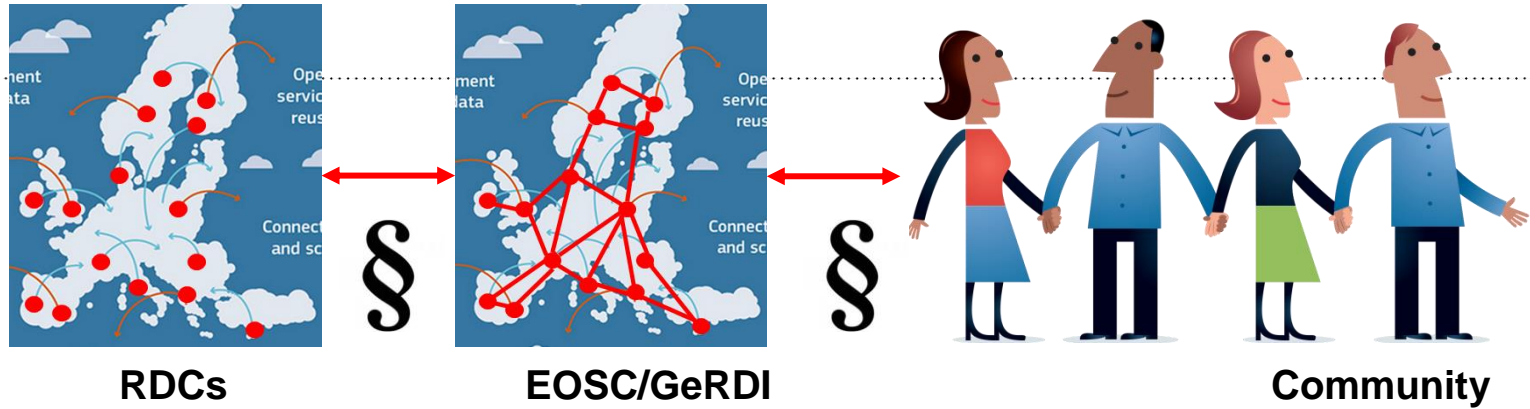 ment
data
Ope
servic
reus
Connect
and sc
§
ment
data
Ope
servic
reus
Connect
and sc
§
RDCs
EOSC/GeRDI
Community